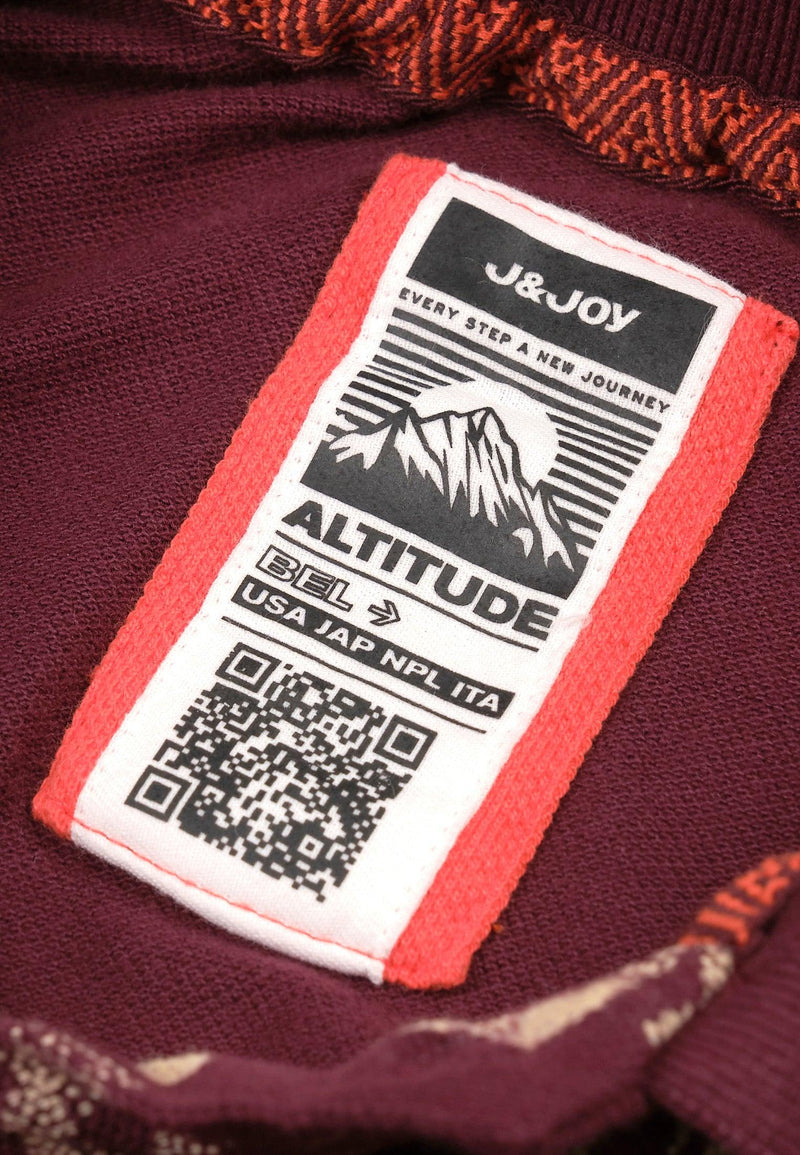 J&JOY
EVERY STEP A NEW JOURNEY
ALTITUDE
BEL →
USA JAP NPL ITA